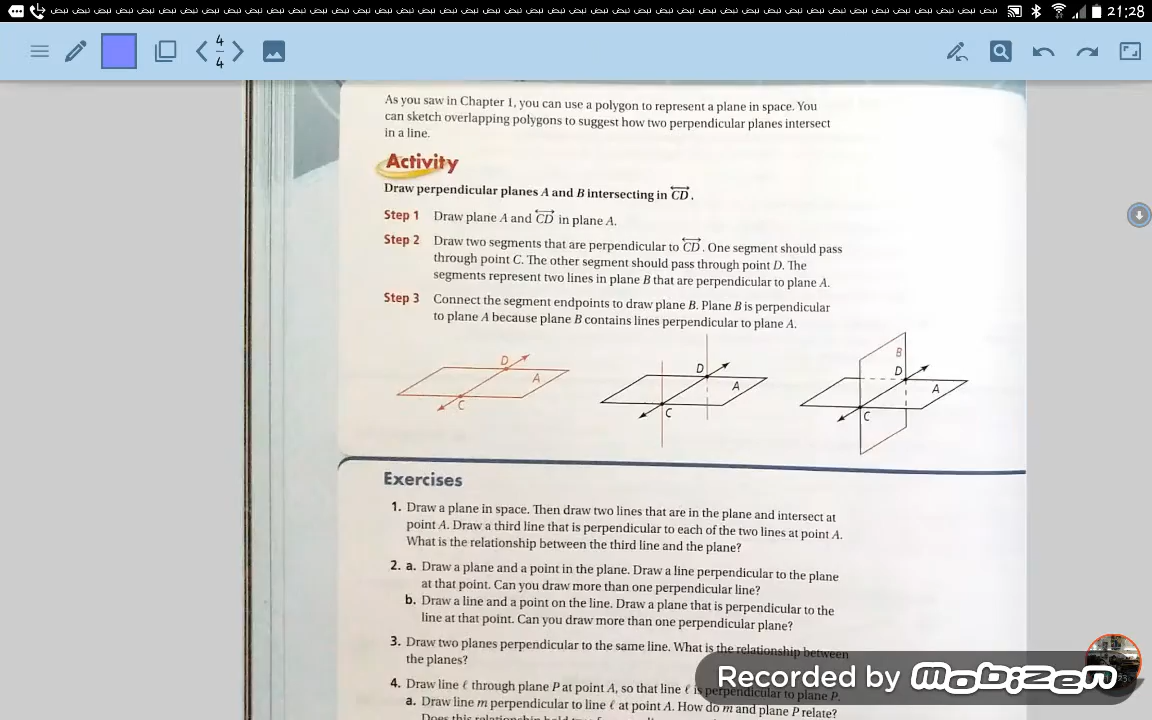 21:28
4
4
As you saw in Chapter 1, you can use a polygon to represent a plane in space. You
can sketch overlapping polygons to suggest how two perpendicular planes intersect
in a line.
Activity
Draw perpendicular planes A and B intersecting in CD.
Step 1 Draw plane A and CD in plane A.
Step 2 Draw two segments that are perpendicular to CD. One segment should pass
through point C. The other segment should pass through point D. The
segments represent two lines in plane B that are perpendicular to plane A.
Step 3 Connect the segment endpoints to draw plane B. Plane B is perpendicular
to plane A because plane B contains lines perpendicular to plane A.
D A C
D A C
B D A C
Exercises
1. Draw a plane in space. Then draw two lines that are in the plane and intersect at
point A. Draw a third line that is perpendicular to each of the two lines at point A.
What is the relationship between the third line and the plane?
2. a. Draw a plane and a point in the plane. Draw a line perpendicular to the plane
at that point. Can you draw more than one perpendicular line?
b. Draw a line and a point on the line. Draw a plane that is perpendicular to the
line at that point. Can you draw more than one perpendicular plane?
3. Draw two planes perpendicular to the same line. What is the relationship between
the planes?
4. Draw line ℓ through plane P at point A, so that line ℓ is perpendicular to plane P.
a. Draw line m perpendicular to line ℓ at point A. How do m and plane P relate?
Recorded by Mobizen